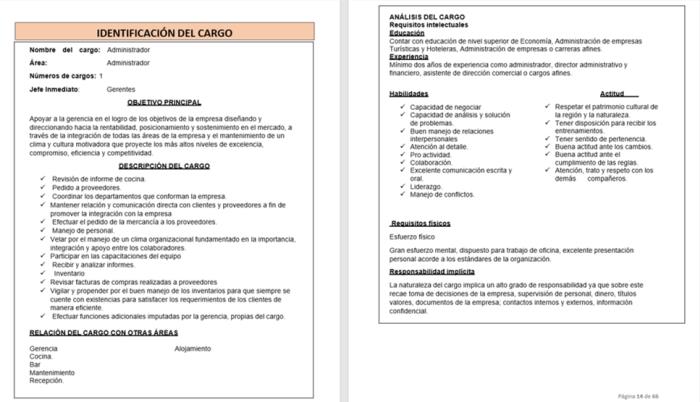 IDENTIFICACIÓN DEL CARGO
Nombre del cargo: Administrador
Área: Administrador
Números de cargos: 1
Jefe Inmediato: Gerentes
OBJETIVO PRINCIPAL
Apoyar a la gerencia en el logro de los objetivos de la empresa diseñando y
direccionando hacia la rentabilidad, posicionamiento y sostenimiento en el mercado, a
través de la integración de todas las áreas de la empresa y el mantenimiento de un
clima y cultura motivadora que proyecte los más altos niveles de excelencia,
compromiso, eficiencia y competitividad.
DESCRIPCIÓN DEL CARGO
✓ Revisión de informe de cocina.
✓ Pedido a proveedores.
✓ Coordinar los departamentos que conforman la empresa.
✓ Mantener relación y comunicación directa con clientes y proveedores a fin de
promover la integración con la empresa
✓ Efectuar el pedido de la mercancía a los proveedores.
✓ Manejo de personal.
✓ Velar por el manejo de un clima organizacional fundamentado en la importancia,
integración y apoyo entre los colaboradores.
✓ Participar en las capacitaciones del equipo
✓ Recibir y analizar informes.
✓ Inventario
✓ Revisar facturas de compras realizadas a proveedores
✓ Vigilar y propender por el buen manejo de los inventarios para que siempre se
cuente con existencias para satisfacer los requerimientos de los clientes de
manera eficiente.
✓ Efectuar funciones adicionales imputadas por la gerencia, propias del cargo.
RELACIÓN DEL CARGO CON OTRAS ÁREAS
Gerencia Alojamiento
Cocina.
Bar
Mantenimiento
Recepción.
ANÁLISIS DEL CARGO
Requisitos intelectuales
Educación
Contar con educación de nivel superior de Economía, Administración de empresas
Turísticas y Hoteleras, Administración de empresas o carreras afines.
Experiencia
Mínimo dos años de experiencia como administrador, director administrativo y
financiero, asistente de dirección comercial o cargos afines.
Habilidades
✓ Capacidad de negociar
✓ Capacidad de análisis y solución
de problemas.
✓ Buen manejo de relaciones
interpersonales
✓ Atención al detalle.
✓ Pro actividad.
✓ Colaboración.
✓ Excelente comunicación escrita y
oral.
✓ Liderazgo.
✓ Manejo de conflictos.
Actitud
✓ Respetar el patrimonio cultural de
la región y la naturaleza.
✓ Tener disposición para recibir los
entrenamientos.
✓ Tener sentido de pertenencia.
✓ Buena actitud ante los cambios.
✓ Buena actitud ante el
cumplimiento de las reglas.
✓ Atención, trato y respeto con los
demás compañeros.
Requisitos físicos
Esfuerzo físico
Gran esfuerzo mental, dispuesto para trabajo de oficina, excelente presentación
personal acorde a los estándares de la organización.
Responsabilidad implícita
La naturaleza del cargo implica un alto grado de responsabilidad ya que sobre este
recae toma de decisiones de la empresa, supervisión de personal, dinero, títulos
valores, documentos de la empresa; contactos internos y externos, información
confidencial.
Página 14 de 66